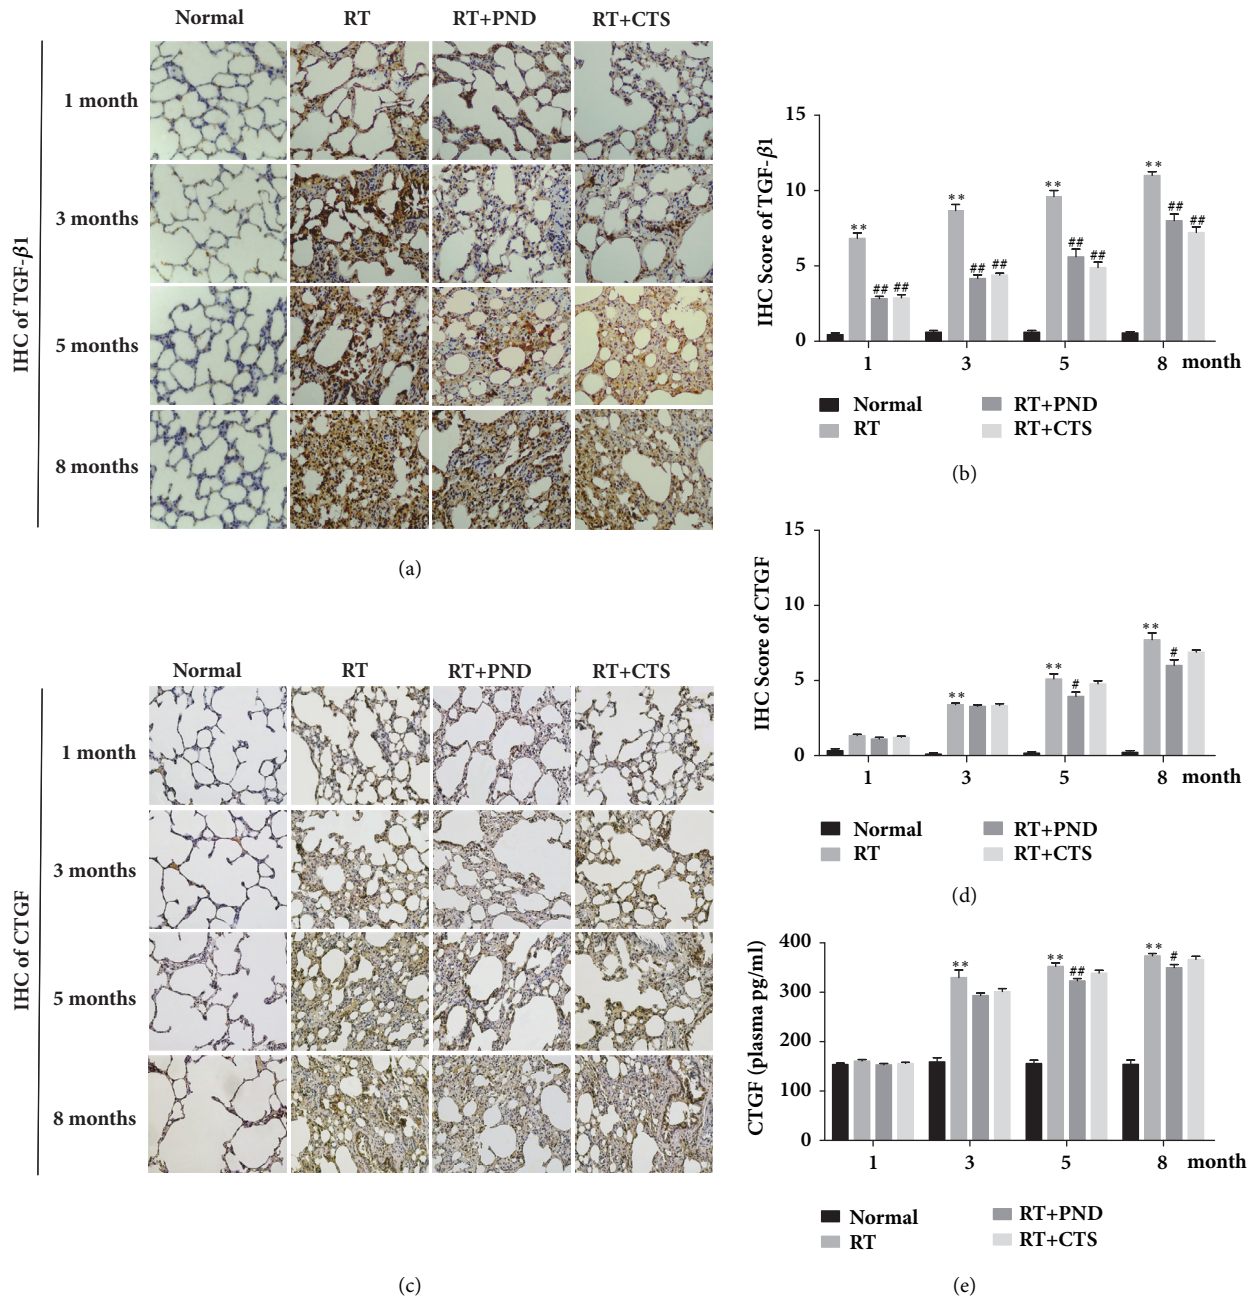 Normal RT RT+PND RT+CTS
IHC of TGF-β1
1 month
3 months
5 months
8 months
(a)
IHC Score of TGF-β1
15
10
5
0
** ## ##
** ## ##
** ## ##
** ## ##
1 3 5 8 month
Normal RT+PND
RT RT+CTS
(b)
Normal RT RT+PND RT+CTS
IHC of CTGF
1 month
3 months
5 months
8 months
(c)
IHC Score of CTGF
15
10
5
0
**
** #
** #
1 3 5 8 month
Normal RT+PND
RT RT+CTS
(d)
CTGF (plasma pg/ml)
400
300
200
100
0
**
** ##
** #
1 3 5 8 month
Normal RT+PND
RT RT+CTS
(e)